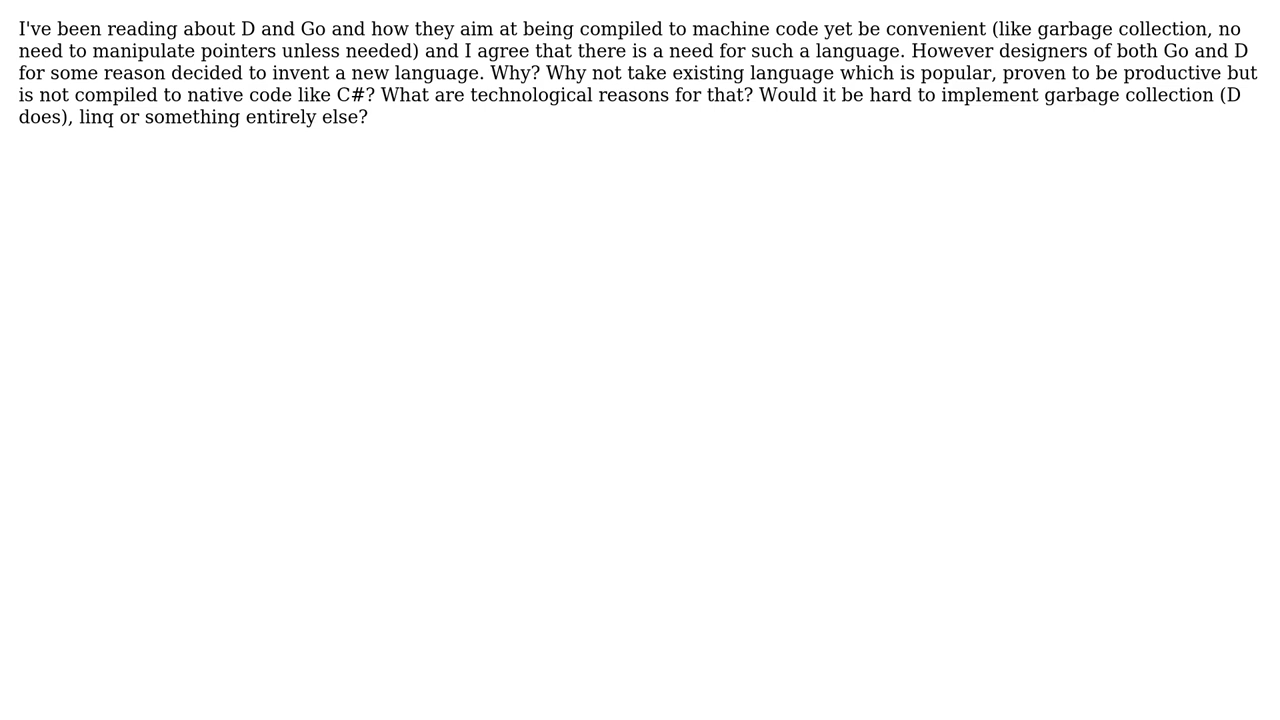 I've been reading about D and Go and how they aim at being compiled to machine code yet be convenient (like garbage collection, no
need to manipulate pointers unless needed) and I agree that there is a need for such a language. However designers of both Go and D
for some reason decided to invent a new language. Why? Why not take existing language which is popular, proven to be productive but
is not compiled to native code like C#? What are technological reasons for that? Would it be hard to implement garbage collection (D
does), linq or something entirely else?